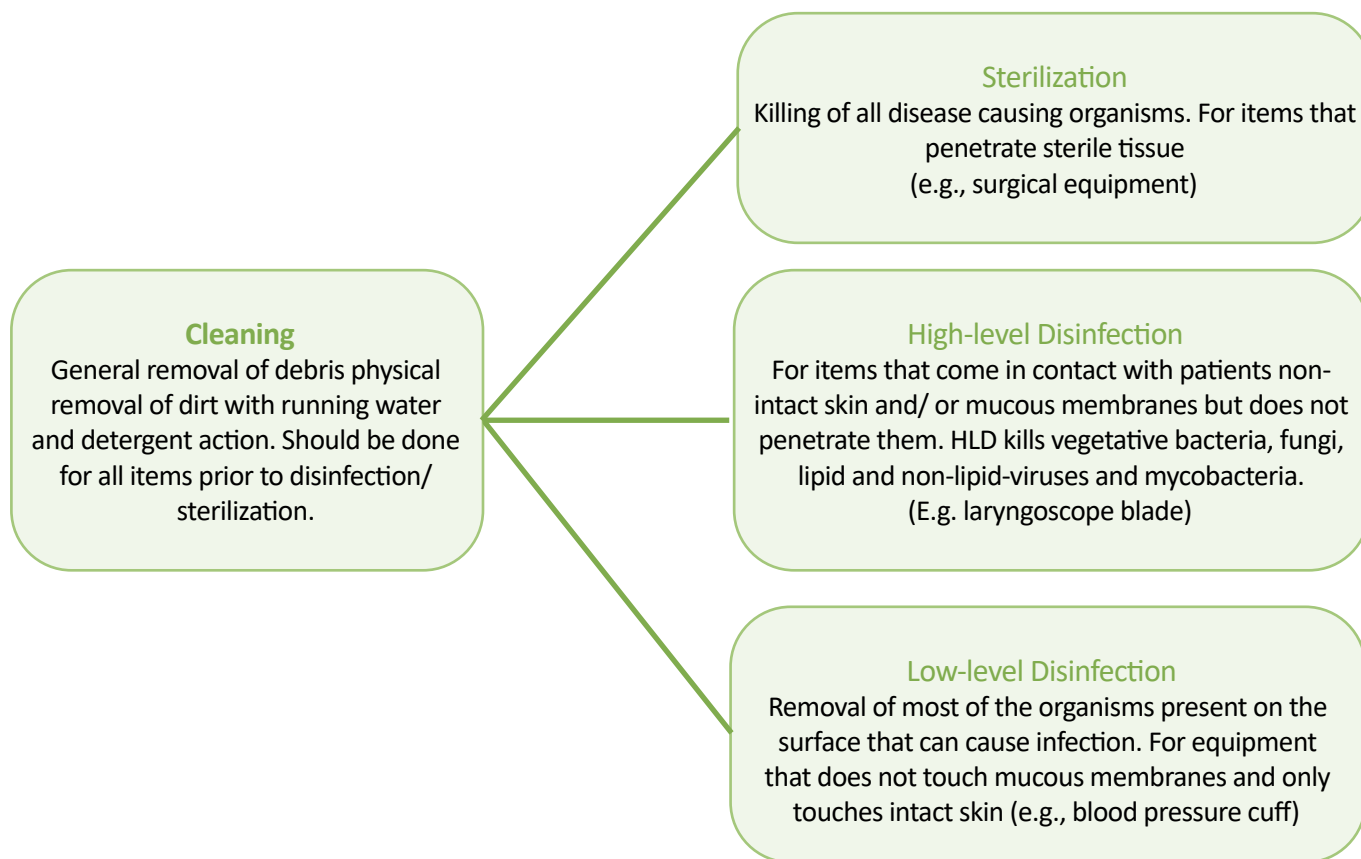 Cleaning
General removal of debris physical
removal of dirt with running water
and detergent action. Should be done
for all items prior to disinfection/
sterilization.
Sterilization
Killing of all disease causing organisms. For items that
penetrate sterile tissue
(e.g., surgical equipment)
High-level Disinfection
For items that come in contact with patients non-
intact skin and/ or mucous membranes but does not
penetrate them. HLD kills vegetative bacteria, fungi,
lipid and non-lipid-viruses and mycobacteria.
(E.g. laryngoscope blade)
Low-level Disinfection
Removal of most of the organisms present on the
surface that can cause infection. For equipment
that does not touch mucous membranes and only
touches intact skin (e.g., blood pressure cuff)